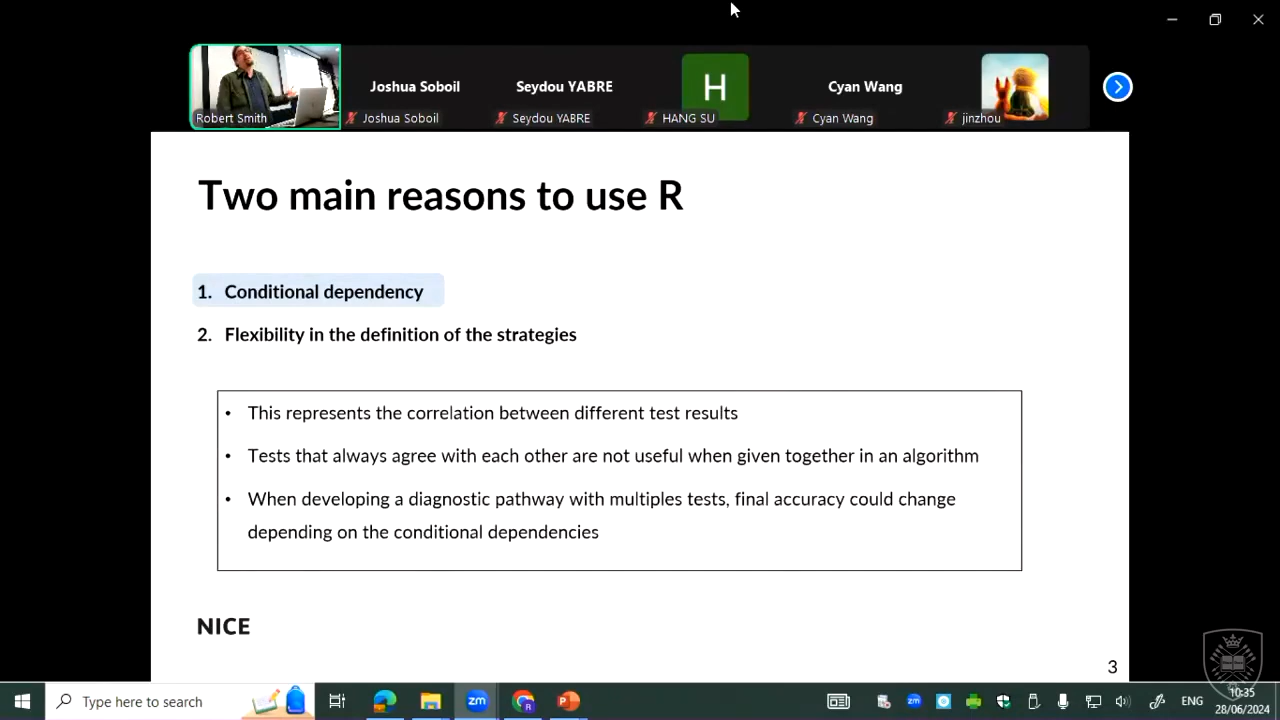 Joshua Soboil
Seydou YABRE
H
Cyan Wang
Robert Smith
Joshua Soboil
Seydou YABRE
HANG SU
Cyan Wang
jinzhou
Two main reasons to use R
1. Conditional dependency
2. Flexibility in the definition of the strategies
• This represents the correlation between different test results
• Tests that always agree with each other are not useful when given together in an algorithm
• When developing a diagnostic pathway with multiples tests, final accuracy could change
depending on the conditional dependencies
NICE
3
Type here to search
zm
R
P
zm
ENG
10:35
28/06/2024